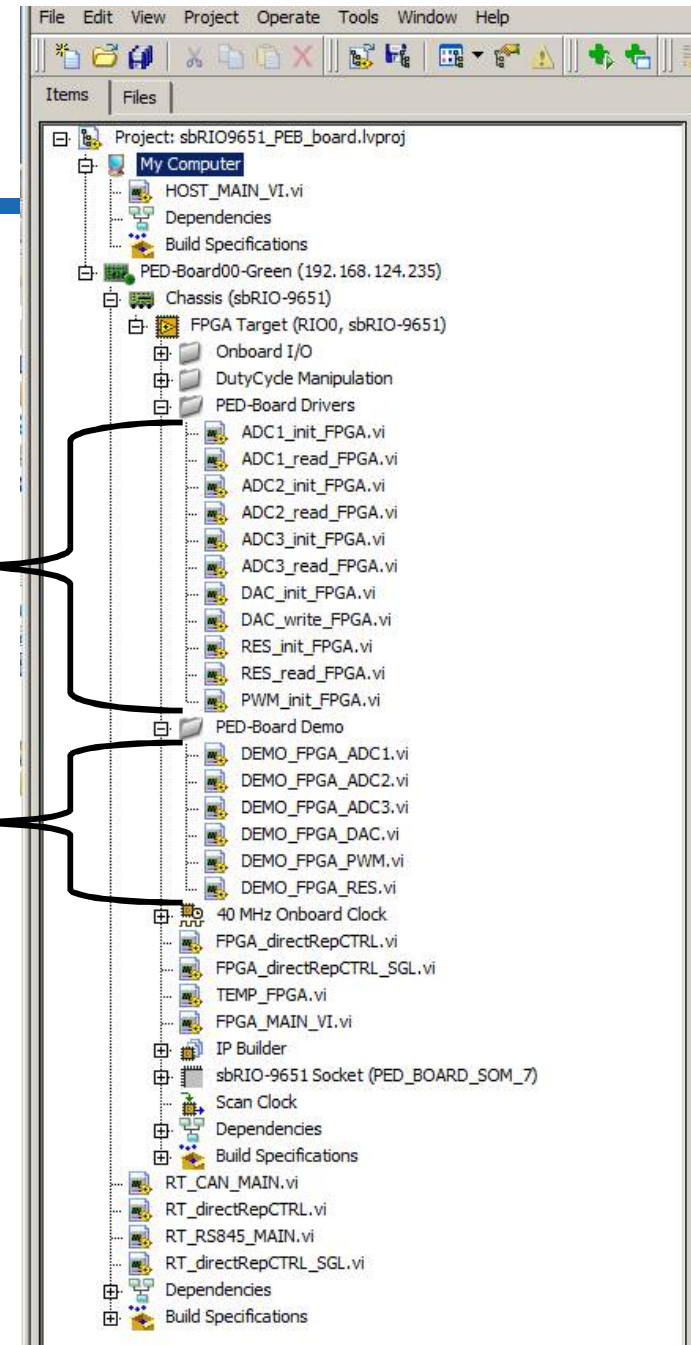 File Edit View Project Operate Tools Window Help
Items Files
Project: sbRIO9651_PEB_board.lvproj
My Computer
HOST_MAIN_VI.vi
Dependencies
Build Specifications
PED-Board00-Green (192.168.124.235)
Chassis (sbRIO-9651)
FPGA Target (RIO0, sbRIO-9651)
Onboard I/O
DutyCycle Manipulation
PED-Board Drivers
ADC1_init_FPGA.vi
ADC1_read_FPGA.vi
ADC2_init_FPGA.vi
ADC2_read_FPGA.vi
ADC3_init_FPGA.vi
ADC3_read_FPGA.vi
DAC_init_FPGA.vi
DAC_write_FPGA.vi
RES_init_FPGA.vi
RES_read_FPGA.vi
PWM_init_FPGA.vi
PED-Board Demo
DEMO_FPGA_ADC1.vi
DEMO_FPGA_ADC2.vi
DEMO_FPGA_ADC3.vi
DEMO_FPGA_DAC.vi
DEMO_FPGA_PWM.vi
DEMO_FPGA_RES.vi
40 MHz Onboard Clock
FPGA_directRepCTRL.vi
FPGA_directRepCTRL_SGL.vi
TEMP_FPGA.vi
FPGA_MAIN_VI.vi
IP Builder
sbRIO-9651 Socket (PED_BOARD_SOM_7)
Scan Clock
Dependencies
Build Specifications
RT_CAN_MAIN.vi
RT_directRepCTRL.vi
RT_RS845_MAIN.vi
RT_directRepCTRL_SGL.vi
Dependencies
Build Specifications